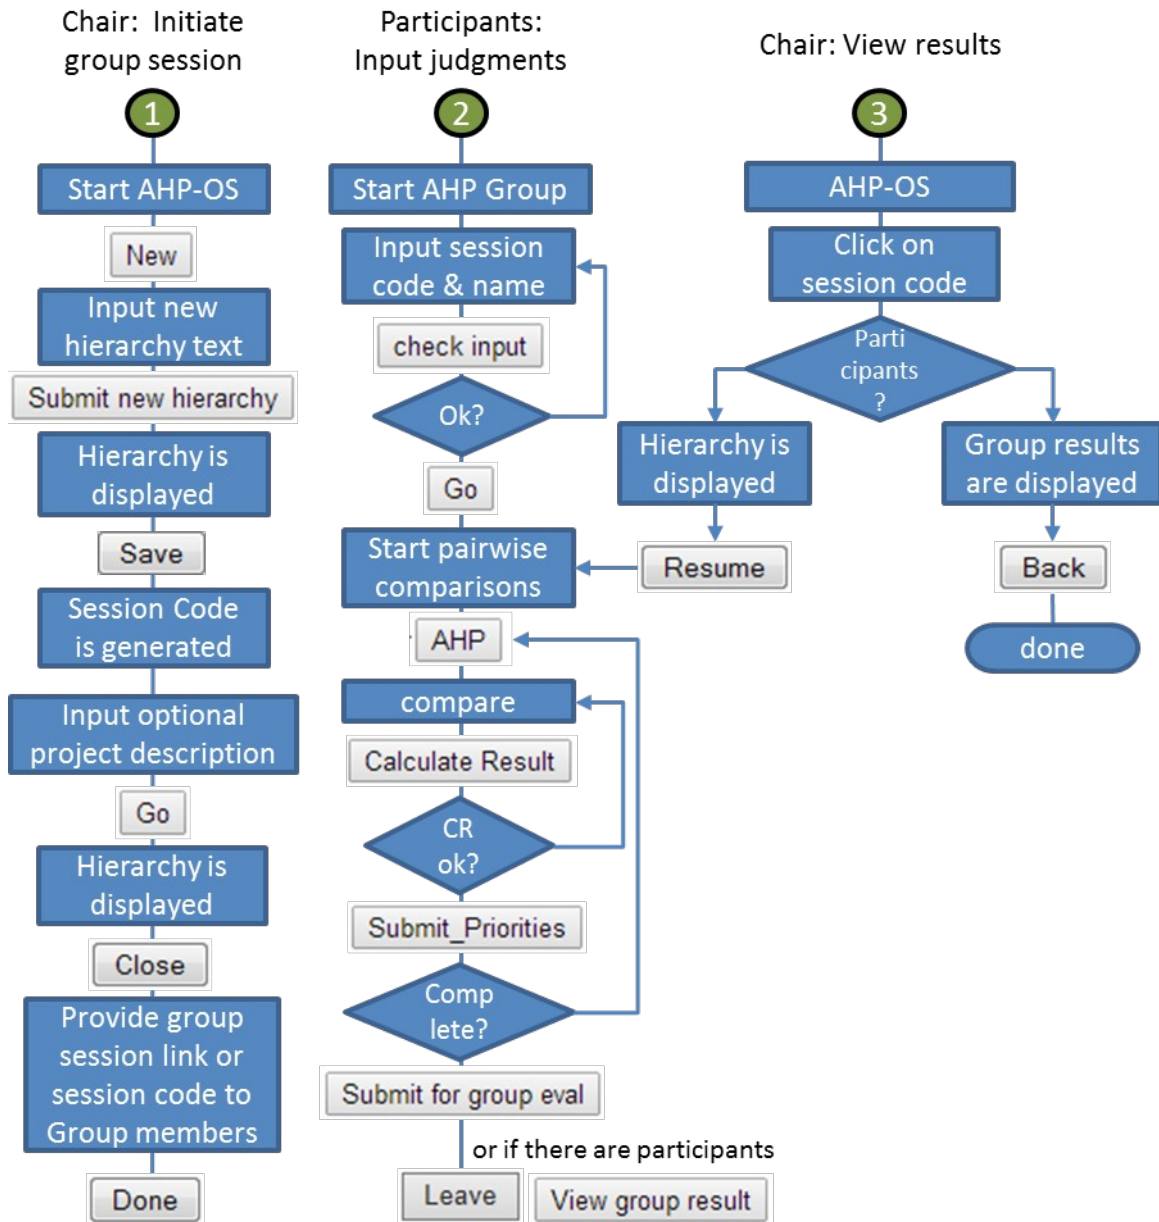 Chair:  Initiate
group session
1
Start AHP-OS
New
Input new
hierarchy text
Submit new hierarchy
Hierarchy is
displayed
Save
Session Code
is generated
Input optional
project description
Go
Hierarchy is
displayed
Close
Provide group
session link or
session code to
Group members
Done
Participants:
Input judgments
2
Start AHP Group
Input session
code & name
check input
Ok?
Go
Start pairwise
comparisons
AHP
compare
Calculate Result
CR
ok?
Submit_Priorities
Comp
lete?
Submit for group eval
or if there are participants
Leave
View group result
Chair: View results
3
AHP-OS
Click on
session code
Parti
cipants
?
Hierarchy is
displayed
Resume
Group results
are displayed
Back
done